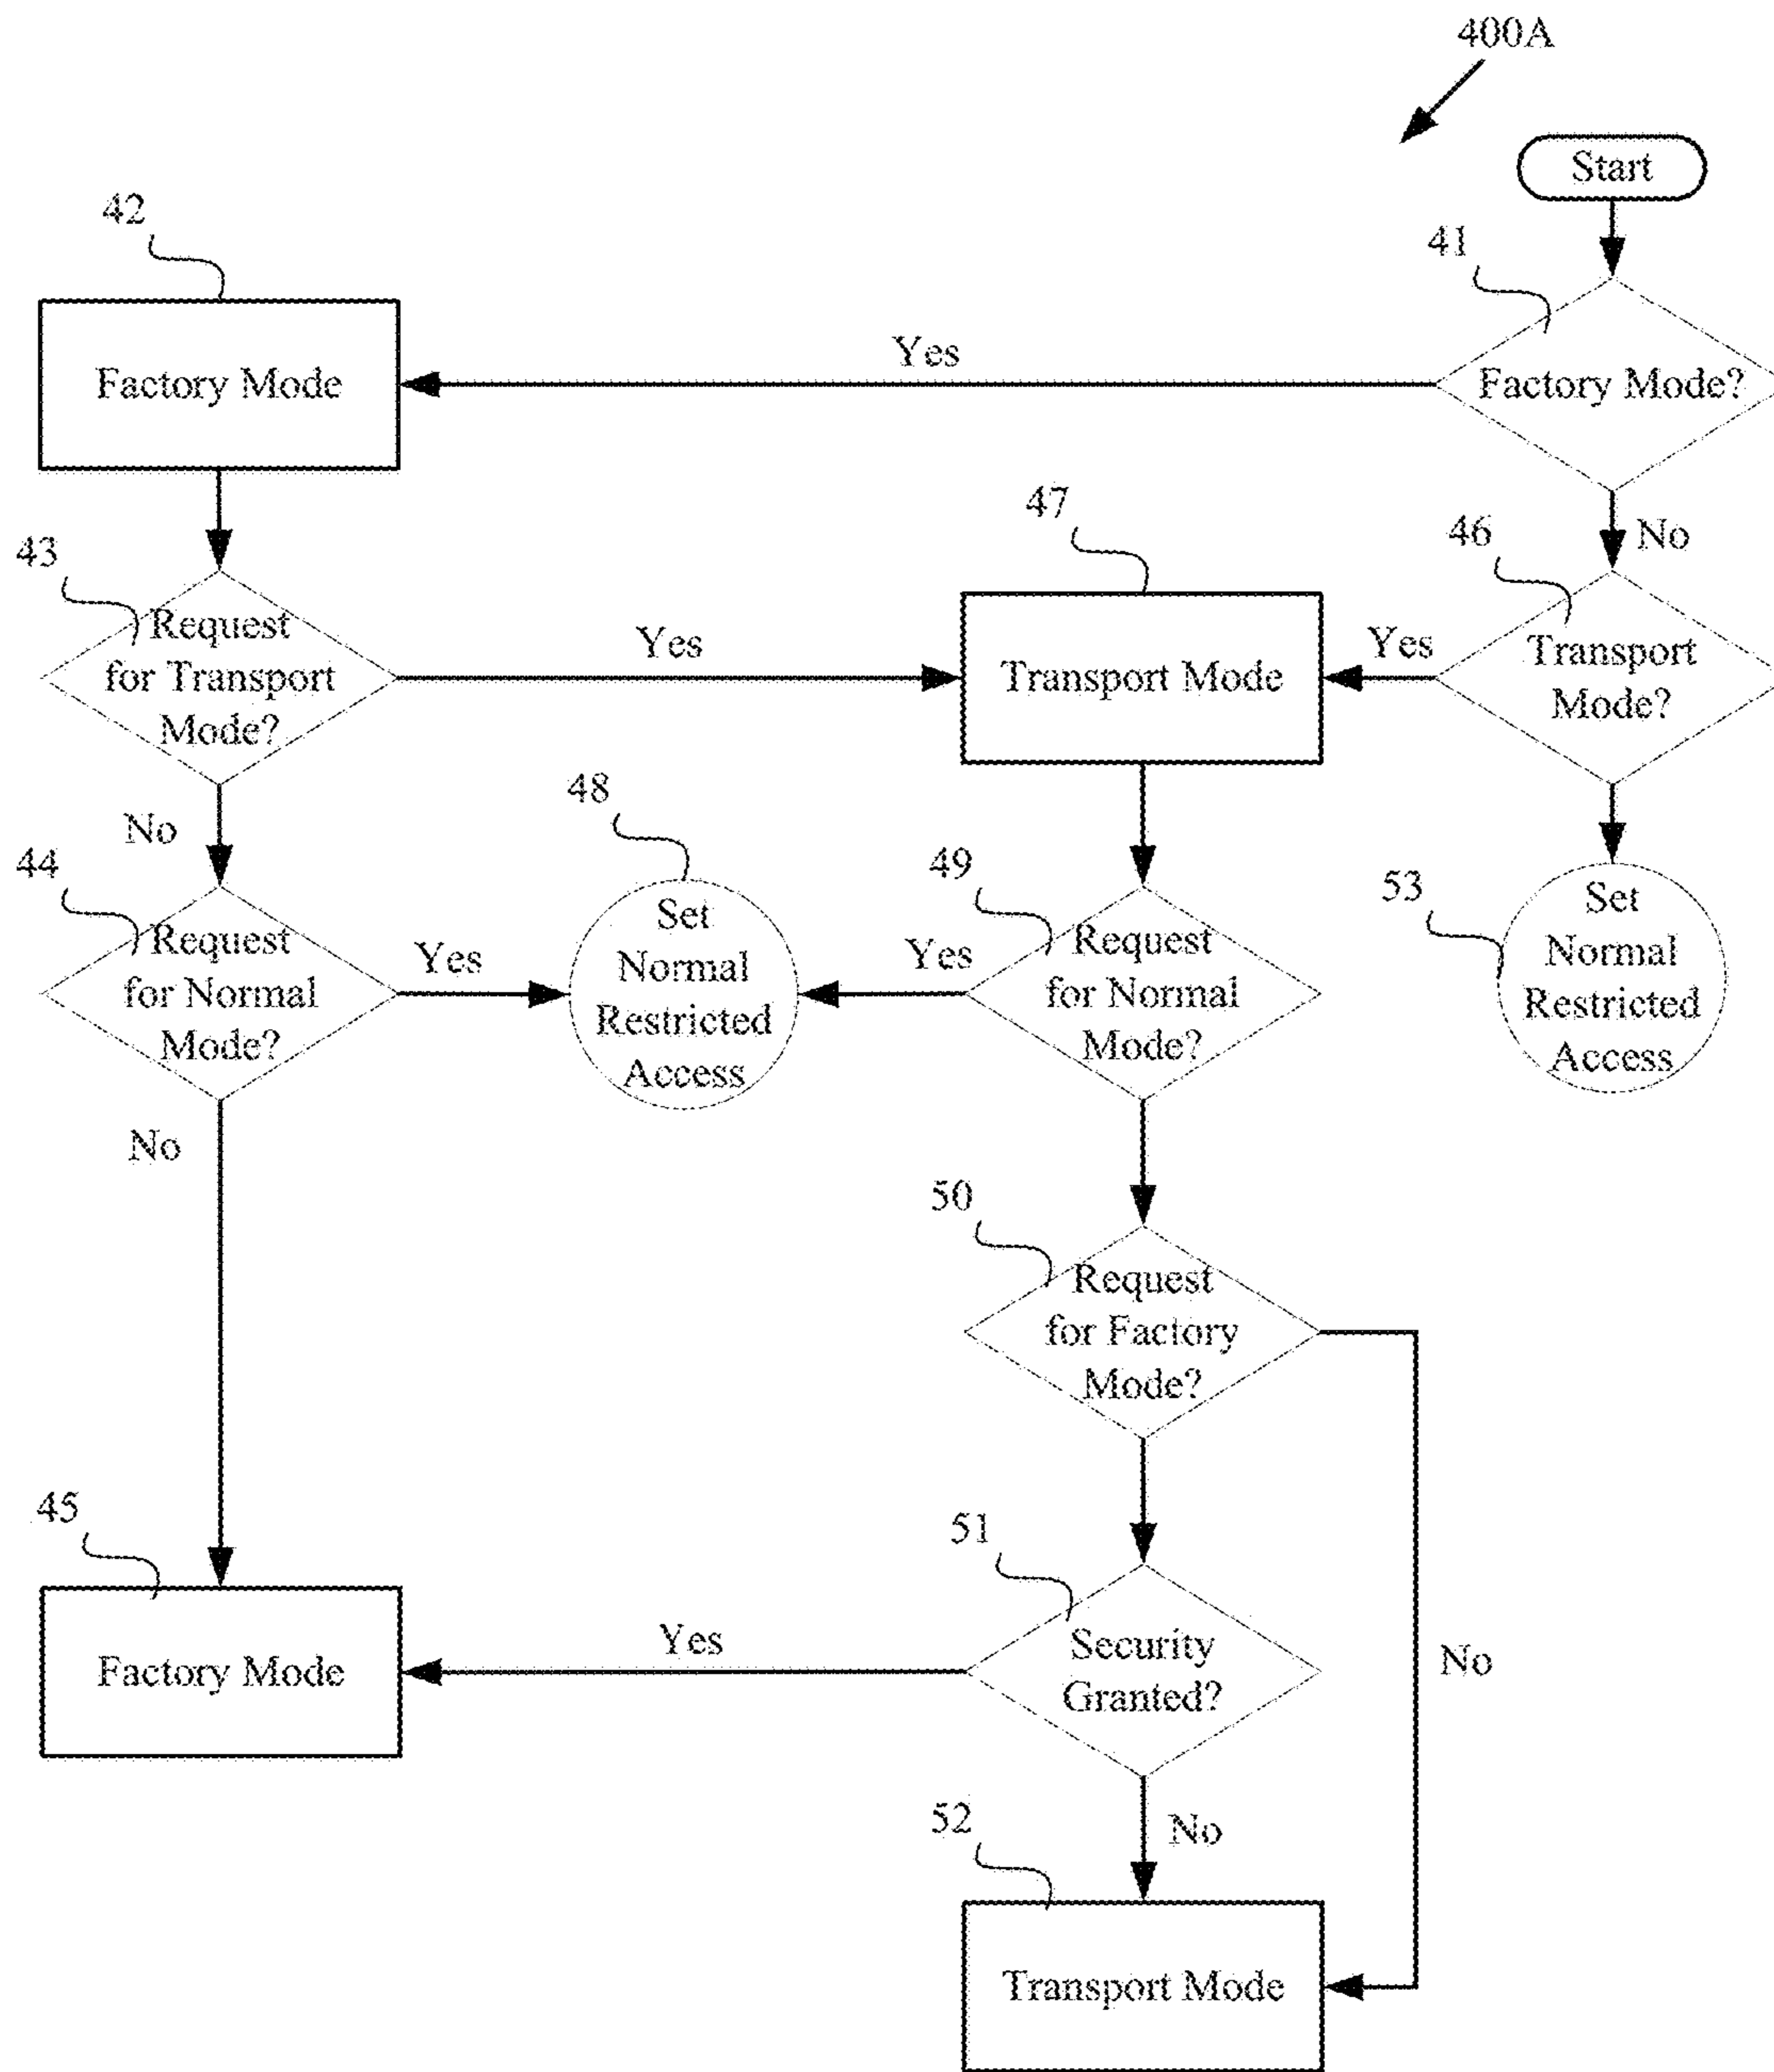 400A
Start
42
41
Factory Mode
Yes
Factory Mode?
47
43
46
No
Request
for Transport
Mode?
Yes
Transport Mode
Yes
Transport
Mode?
48
No
44
49
53
Request
for Normal
Mode?
Yes
Set
Normal
Restricted
Access
Yes
Request
for Normal
Mode?
Set
Normal
Restricted
Access
No
50
Request
for Factory
Mode?
45
51
Factory Mode
Yes
Security
Granted?
No
52
No
Transport Mode